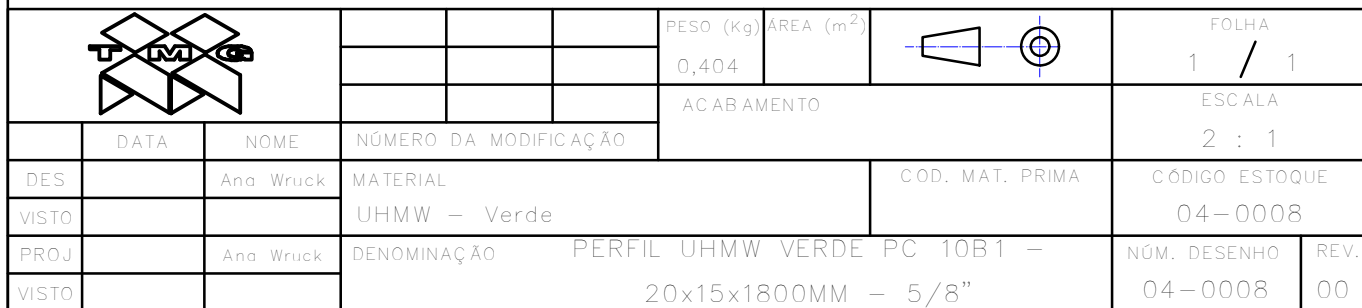 TMG
PESO (Kg) ÁREA (m²)
0,404
FOLHA
1 / 1
ACABAMENTO
ESCALA
2 : 1
DATA NOME
NÚMERO DA MODIFICAÇÃO
DES Ana Wruck
MATERIAL
UHMW - Verde
COD. MAT. PRIMA
CÓDIGO ESTOQUE
04-0008
VISTO
PROJ Ana Wruck
DENOMINAÇÃO
PERFIL UHMW VERDE PC 10B1 -
20x15x1800MM - 5/8"
NÚM. DESENHO
04-0008
REV.
00
VISTO